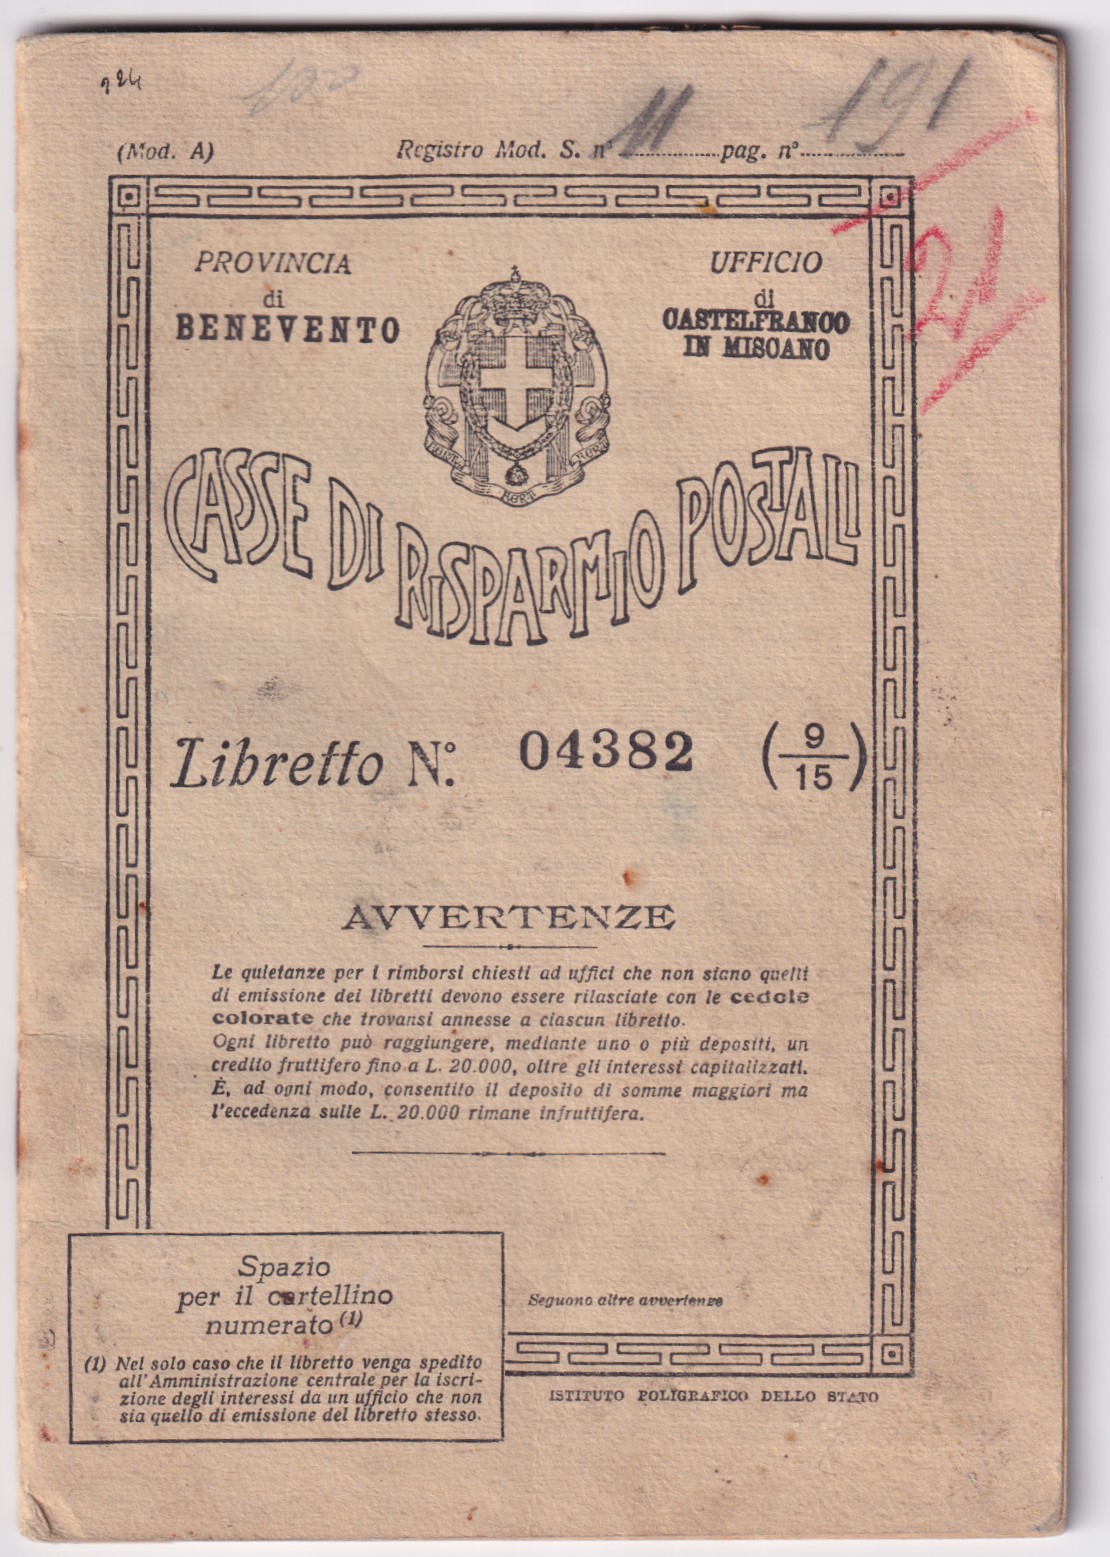 224
100
11
191
(Mod. A) Registro Mod. S. n° pag. n°
24
PROVINCIA
di
BENEVENTO
UFFICIO
di
CASTELFRANCO
IN MISCANO
FERT FERT FERT
CASSE DI RISPARMIO POSTALI
Libretto N.° 04382 (9/15)
AVVERTENZE
Le quietanze per i rimborsi chiesti ad uffici che non siano quelli
di emissione dei libretti devono essere rilasciate con le cedole
colorate che trovansi annesse a ciascun libretto.
Ogni libretto può raggiungere, mediante uno o più depositi, un
credito fruttifero fino a L. 20.000, oltre gli interessi capitalizzati.
È, ad ogni modo, consentito il deposito di somme maggiori ma
l'eccedenza sulle L. 20.000 rimane infruttifera.
Spazio
per il cartellino
numerato (1)
(1) Nel solo caso che il libretto venga spedito
all'Amministrazione centrale per la iscri-
zione degli interessi da un ufficio che non
sia quello di emissione del libretto stesso.
Seguono altre avvertenze
ISTITUTO POLIGRAFICO DELLO STATO